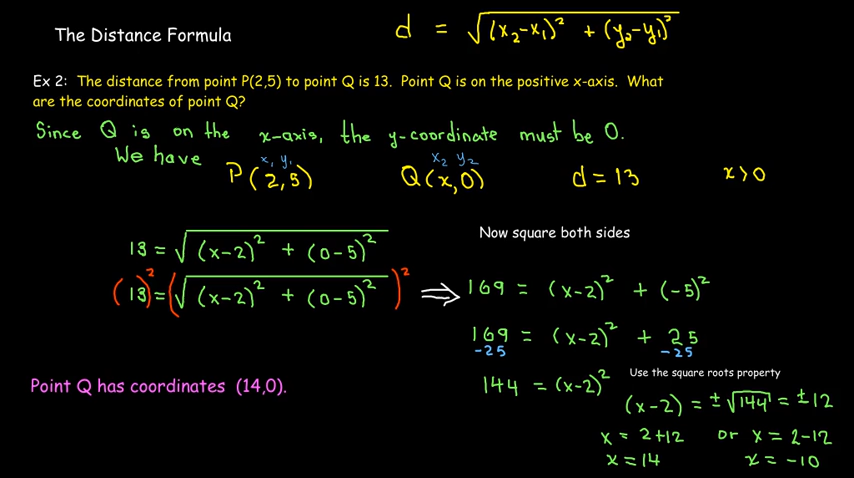 The Distance Formula
d = √((x₂-x₁)² + (y₂-y₁)²)
Ex 2: The distance from point P(2,5) to point Q is 13. Point Q is on the positive x-axis. What
are the coordinates of point Q?
Since Q is on the x-axis, the y-coordinate must be 0.
We have
x₁ y₁ x₂ y₂
P(2,5) Q(x,0) d = 13 x>0
13 = √((x-2)² + (0-5)²)
Now square both sides
(13)² = (√((x-2)² + (0-5)²))² ⟹ 169 = (x-2)² + (-5)²
169 = (x-2)² + 25
-25 -25
144 = (x-2)²
Use the square roots property
(x-2) = ±√144 = ±12
x = 2+12 or x = 2-12
x = 14 x = -10
Point Q has coordinates (14,0).